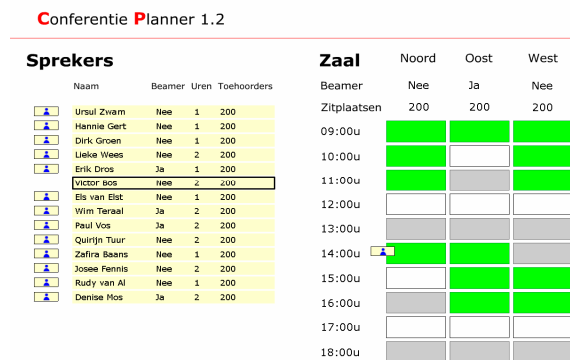 Conferentie Planner 1.2
Sprekers
Naam Beamer Uren Toehoorders
Ursul Zwam Nee 1 200
Hannie Gert Nee 1 200
Dirk Groen Nee 1 200
Lieke Wees Nee 2 200
Erik Dros Ja 1 200
Victor Bos Nee 2 200
Els van Elst Nee 1 200
Wim Teraal Ja 2 200
Paul Vos Ja 2 200
Quirijn Tuur Nee 2 200
Zafira Baans Nee 1 200
Josee Fennis Nee 2 200
Rudy van Al Nee 1 200
Denise Mos Ja 2 200
Zaal Noord Oost West
Beamer Nee Ja Nee
Zitplaatsen 200 200 200
09:00u
10:00u
11:00u
12:00u
13:00u
14:00u
15:00u
16:00u
17:00u
18:00u